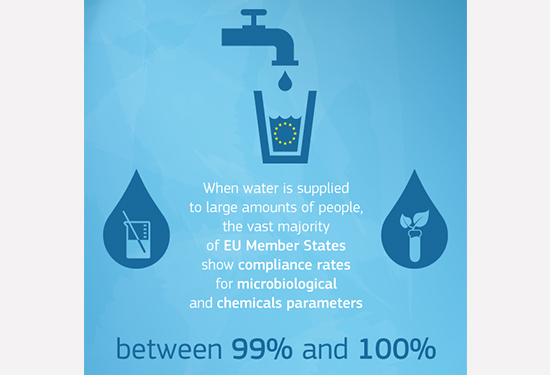 When water is supplied
to large amounts of people,
the vast majority
of EU Member States
show compliance rates
for microbiological
and chemicals parameters
between 99% and 100%